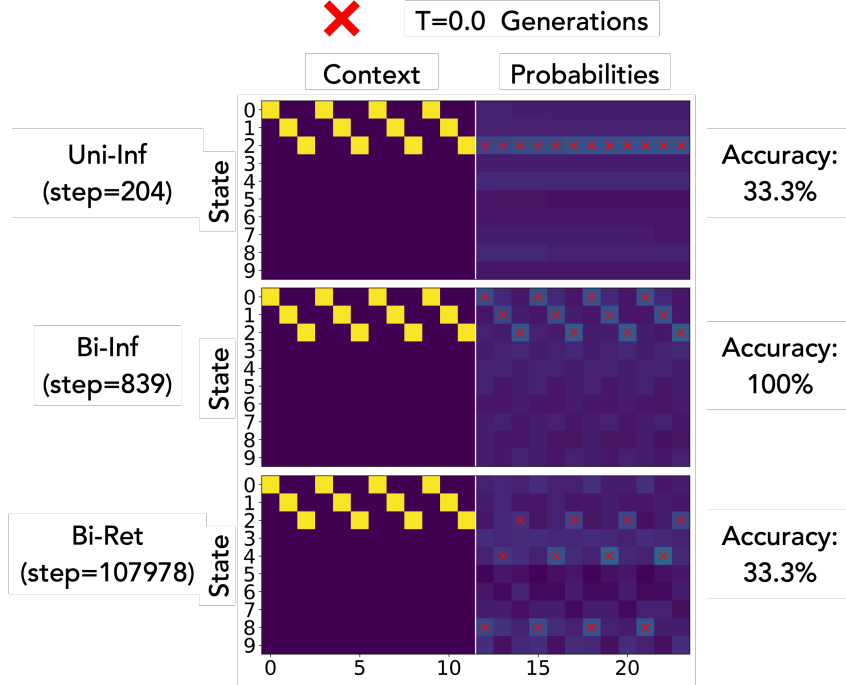 T=0.0 Generations
Context
Probabilities
Uni-Inf
(step=204)
State
0
1
2
3
4
5
6
7
8
9
Accuracy:
33.3%
Bi-Inf
(step=839)
State
0
1
2
3
4
5
6
7
8
9
Accuracy:
100%
Bi-Ret
(step=107978)
State
0
1
2
3
4
5
6
7
8
9
Accuracy:
33.3%
0
5
10
15
20